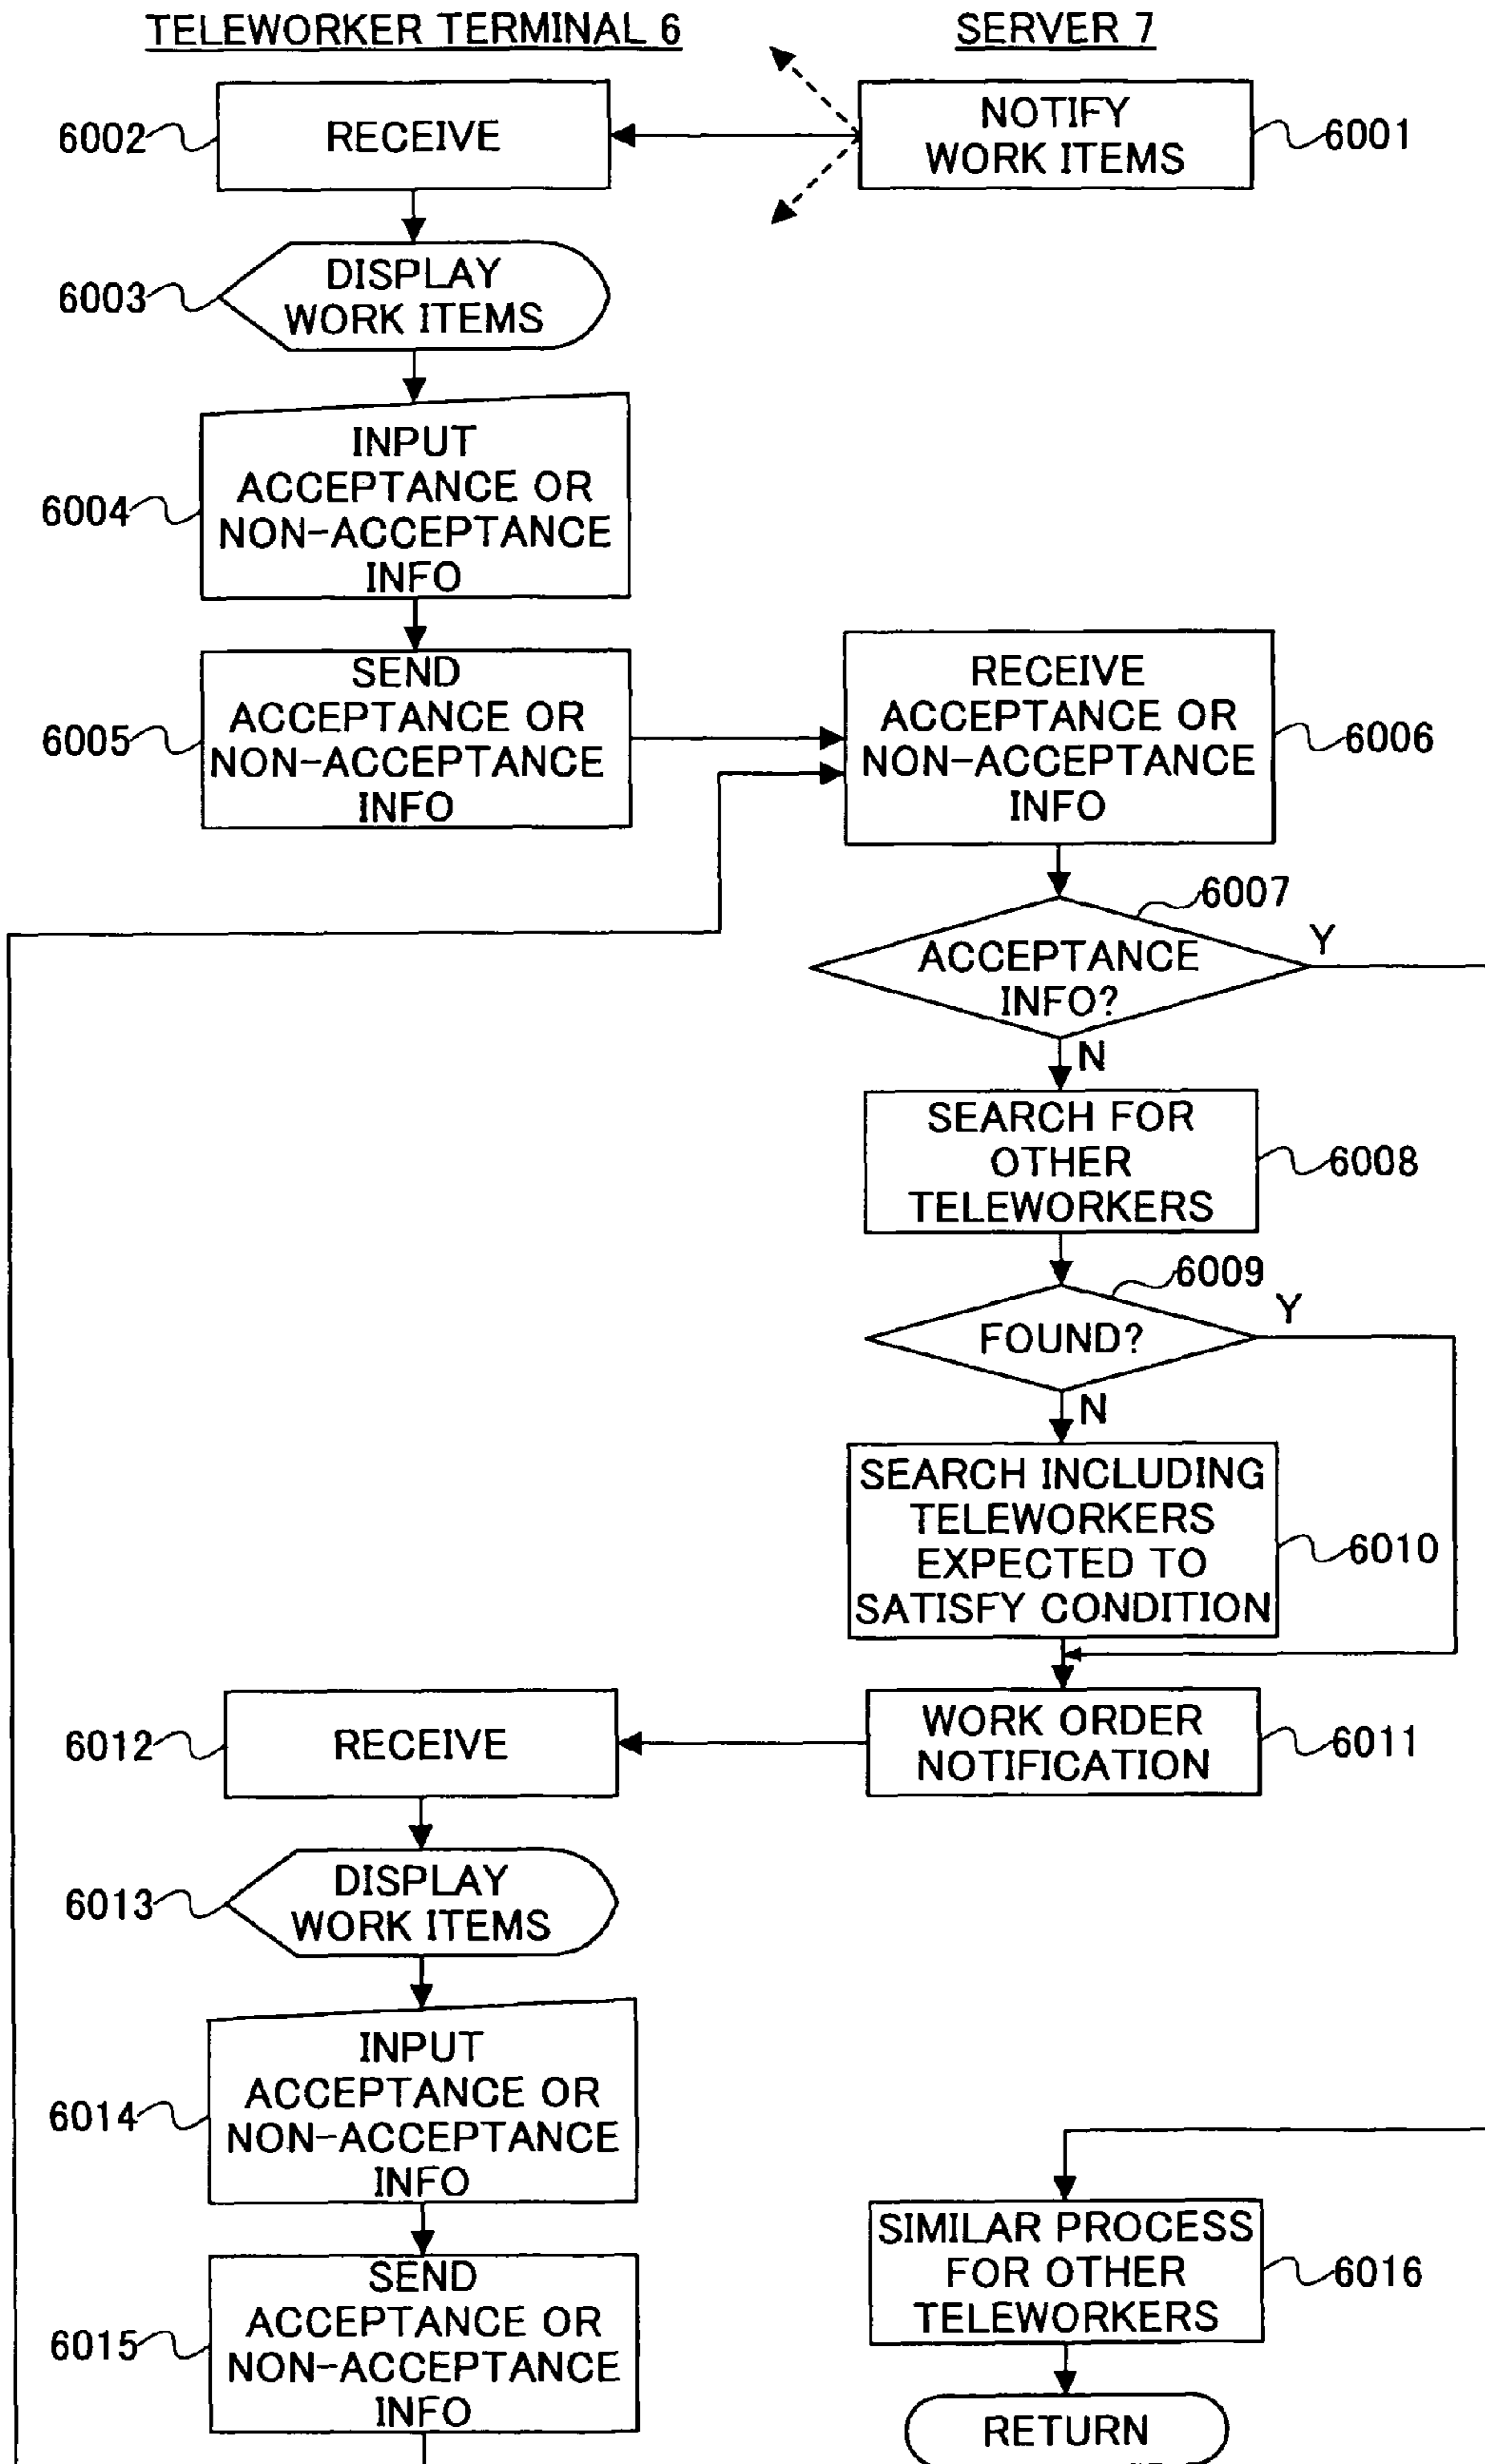 TELEWORKER TERMINAL 6
SERVER 7
6002
RECEIVE
NOTIFY
WORK ITEMS
6001
6003
DISPLAY
WORK ITEMS
6004
INPUT
ACCEPTANCE OR
NON-ACCEPTANCE
INFO
6005
SEND
ACCEPTANCE OR
NON-ACCEPTANCE
INFO
RECEIVE
ACCEPTANCE OR
NON-ACCEPTANCE
INFO
6006
6007
ACCEPTANCE
INFO?
Y
N
SEARCH FOR
OTHER
TELEWORKERS
6008
6009
FOUND?
Y
N
SEARCH INCLUDING
TELEWORKERS
EXPECTED TO
SATISFY CONDITION
6010
6012
RECEIVE
WORK ORDER
NOTIFICATION
6011
6013
DISPLAY
WORK ITEMS
6014
INPUT
ACCEPTANCE OR
NON-ACCEPTANCE
INFO
6015
SEND
ACCEPTANCE OR
NON-ACCEPTANCE
INFO
SIMILAR PROCESS
FOR OTHER
TELEWORKERS
6016
RETURN